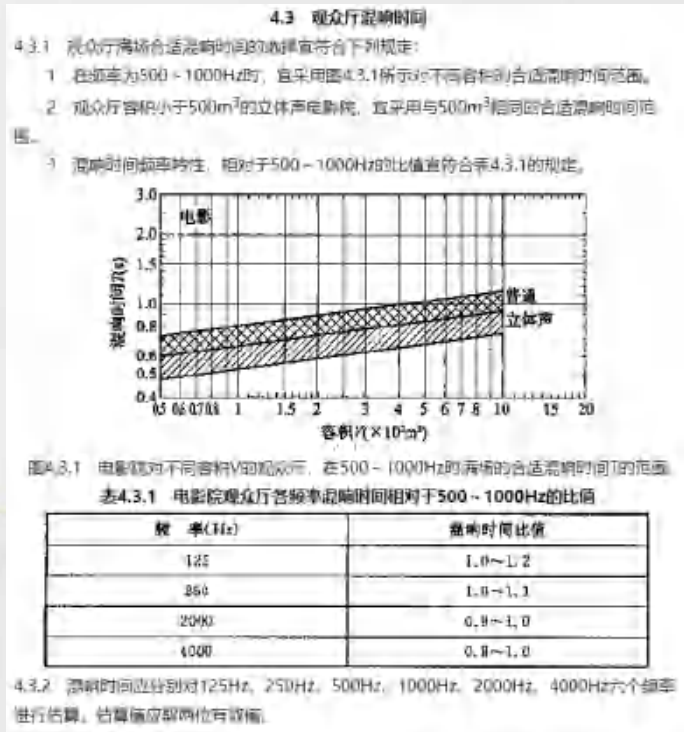 4.3 观众厅混响时间
4.3.1 观众厅满场合适混响时间的选择宜符合下列规定：
1 在频率为500~1000Hz时，宜采用图4.3.1所示对不同容积的合适混响时间范围。
2 观众厅容积小于500m³的立体声电影院，宜采用与500m³相同的合适混响时间范
围。
3 混响时间频率特性，相对于500~1000Hz的比值宜符合表4.3.1的规定。
3.0
电影
2.0
1.5
混响时间T(s)
1.0
普通
立体声
0.8
0.6
0.5
0.4
0.5 0.6 0.7 0.8 1 1.5 2 3 4 5 6 7 8 10 15 20
容积V(×10³m³)
图4.3.1 电影院对不同容积V的观众厅，在500~1000Hz的满场的合适混响时间T的范围
表4.3.1 电影院观众厅各频率混响时间相对于500~1000Hz的比值
频 率(Hz) 混响时间比值
125 1.0~1.2
250 1.0~1.1
2000 0.9~1.0
4000 0.8~1.0
4.3.2 混响时间应分别对125Hz、250Hz、500Hz、1000Hz、2000Hz、4000Hz六个频率
进行估算，估算值应取两位有效值。